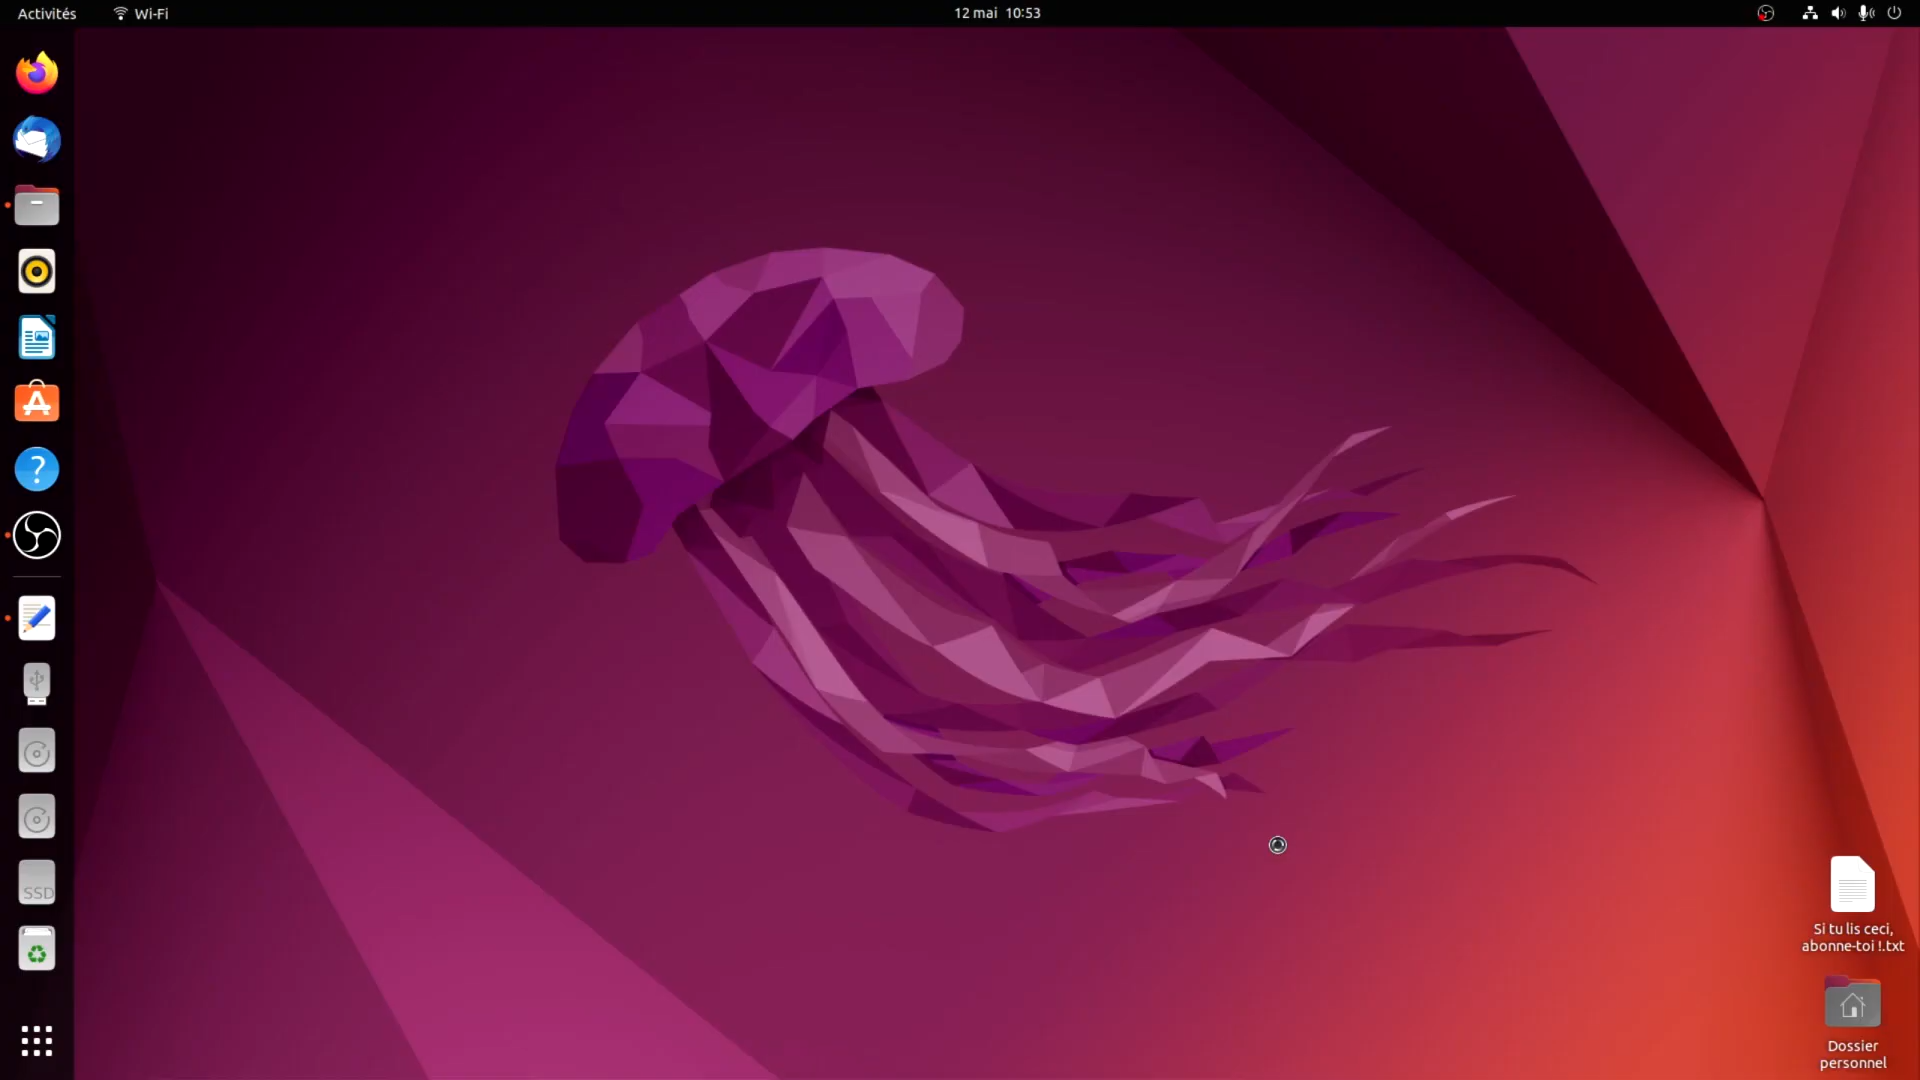 Activités
Wi-Fi
12 mai 10:53
SSD
Si tu lis ceci,
abonne-toi !.txt
Dossier
personnel